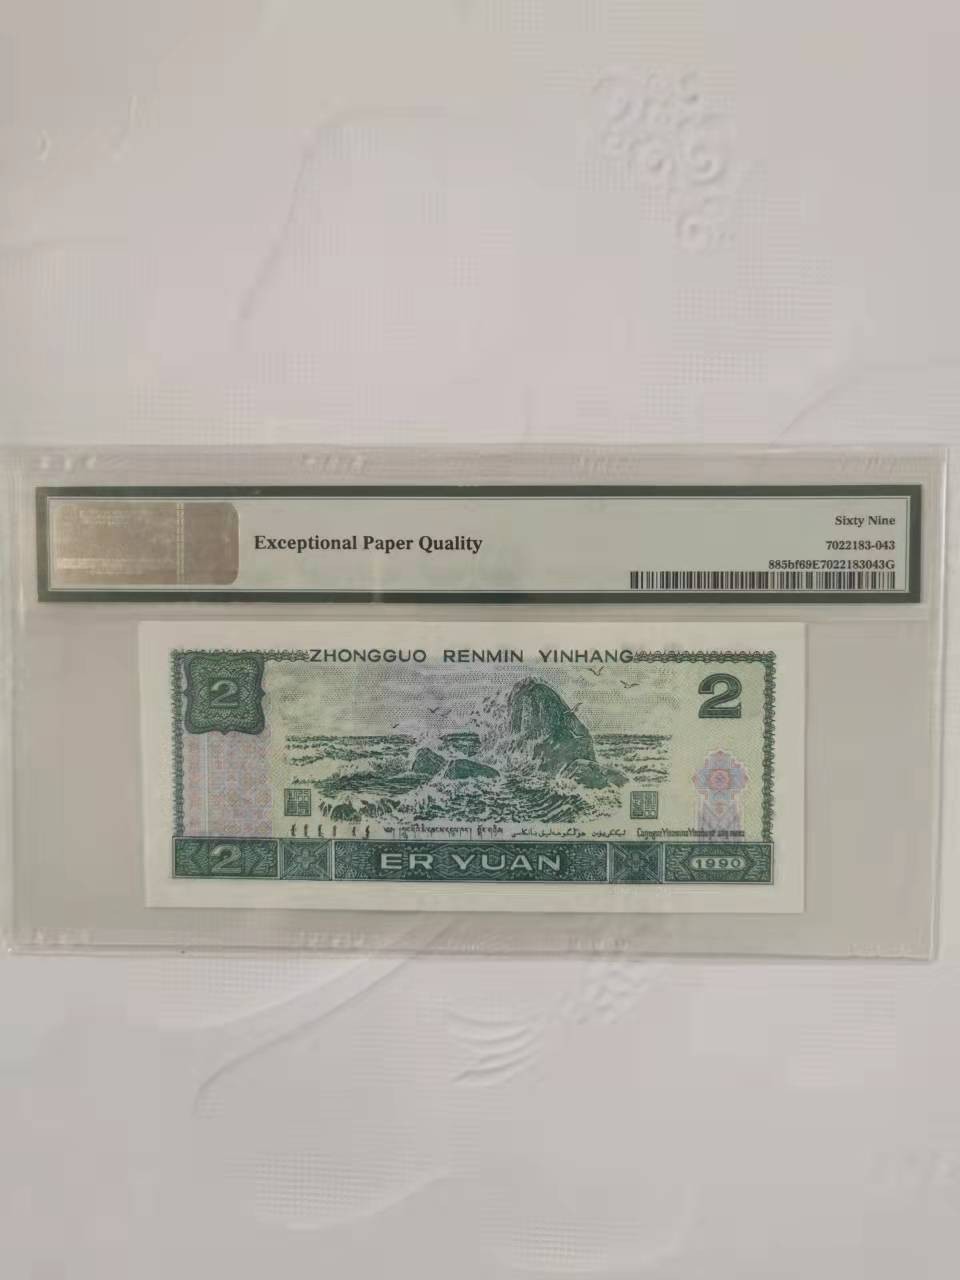 Sixty Nine
Exceptional Paper Quality
7022183-043
885bf69E7022183043G
ZHONGGUO RENMIN YINHANG
2
2
2
ER YUAN
1990